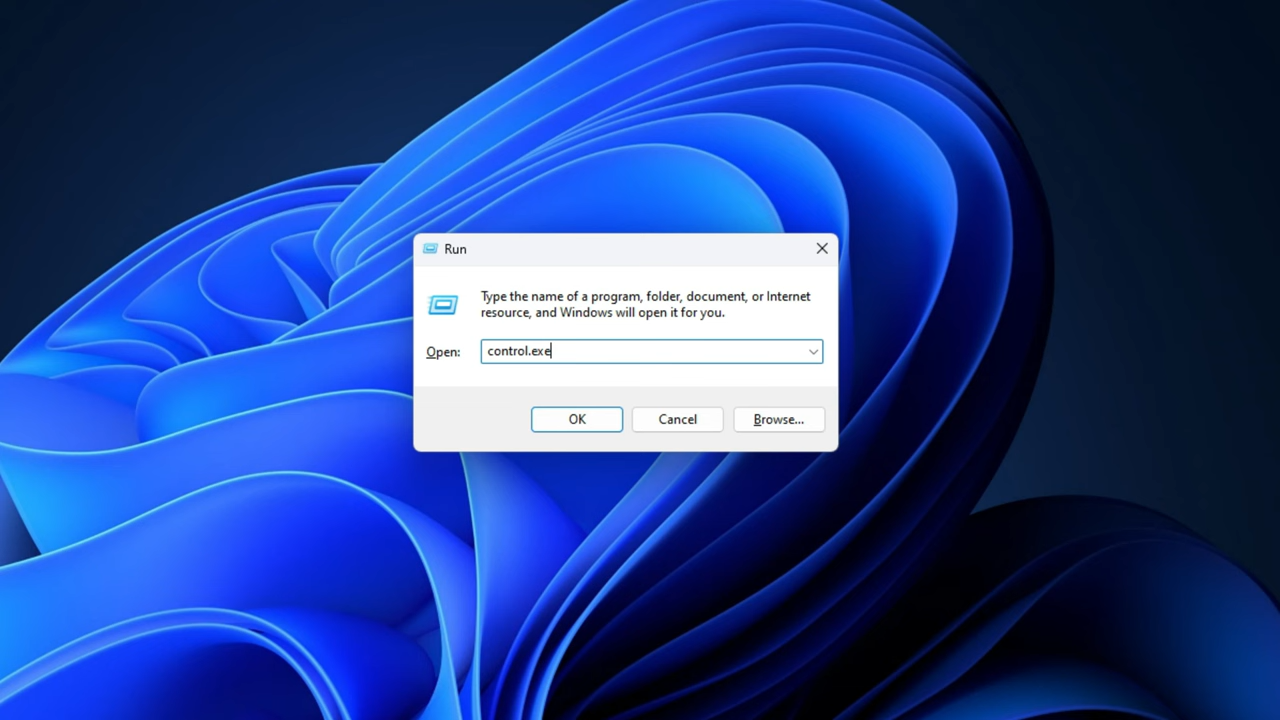 Run
Type the name of a program, folder, document, or Internet
resource, and Windows will open it for you.
Open: control.exe
OK Cancel Browse...